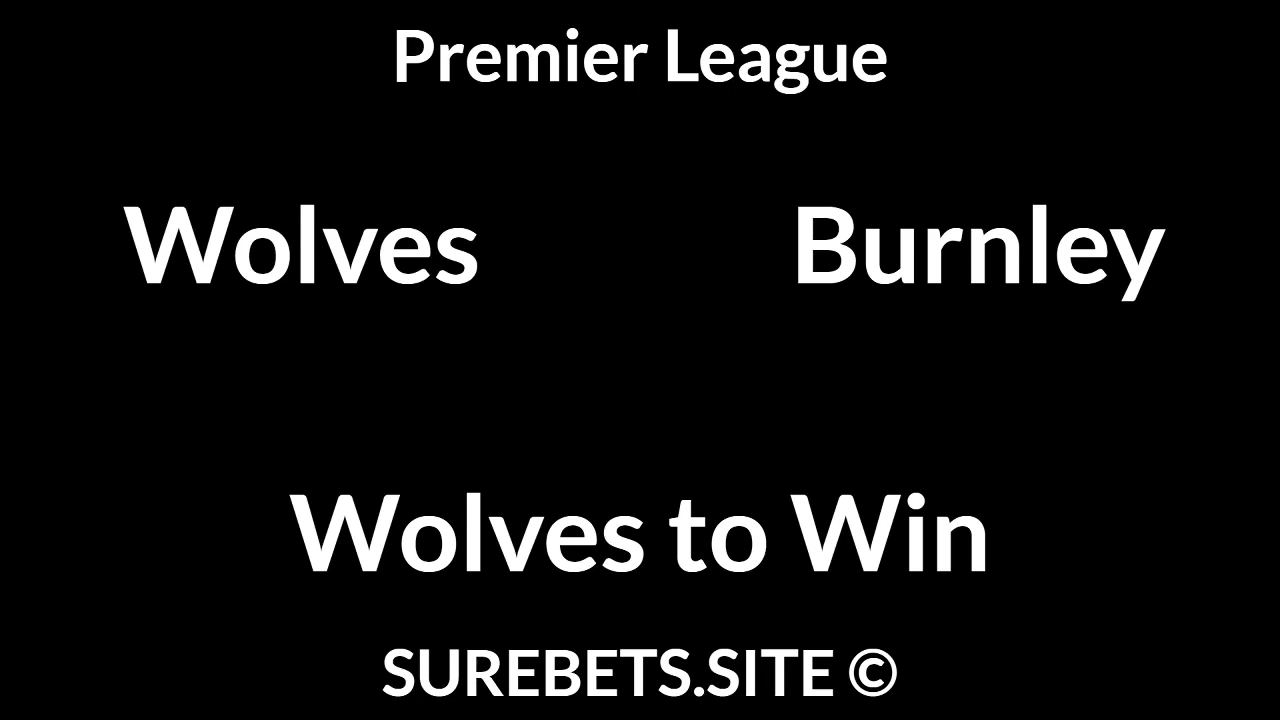 Premier League
Wolves Burnley
Wolves to Win
SUREBETS.SITE ©